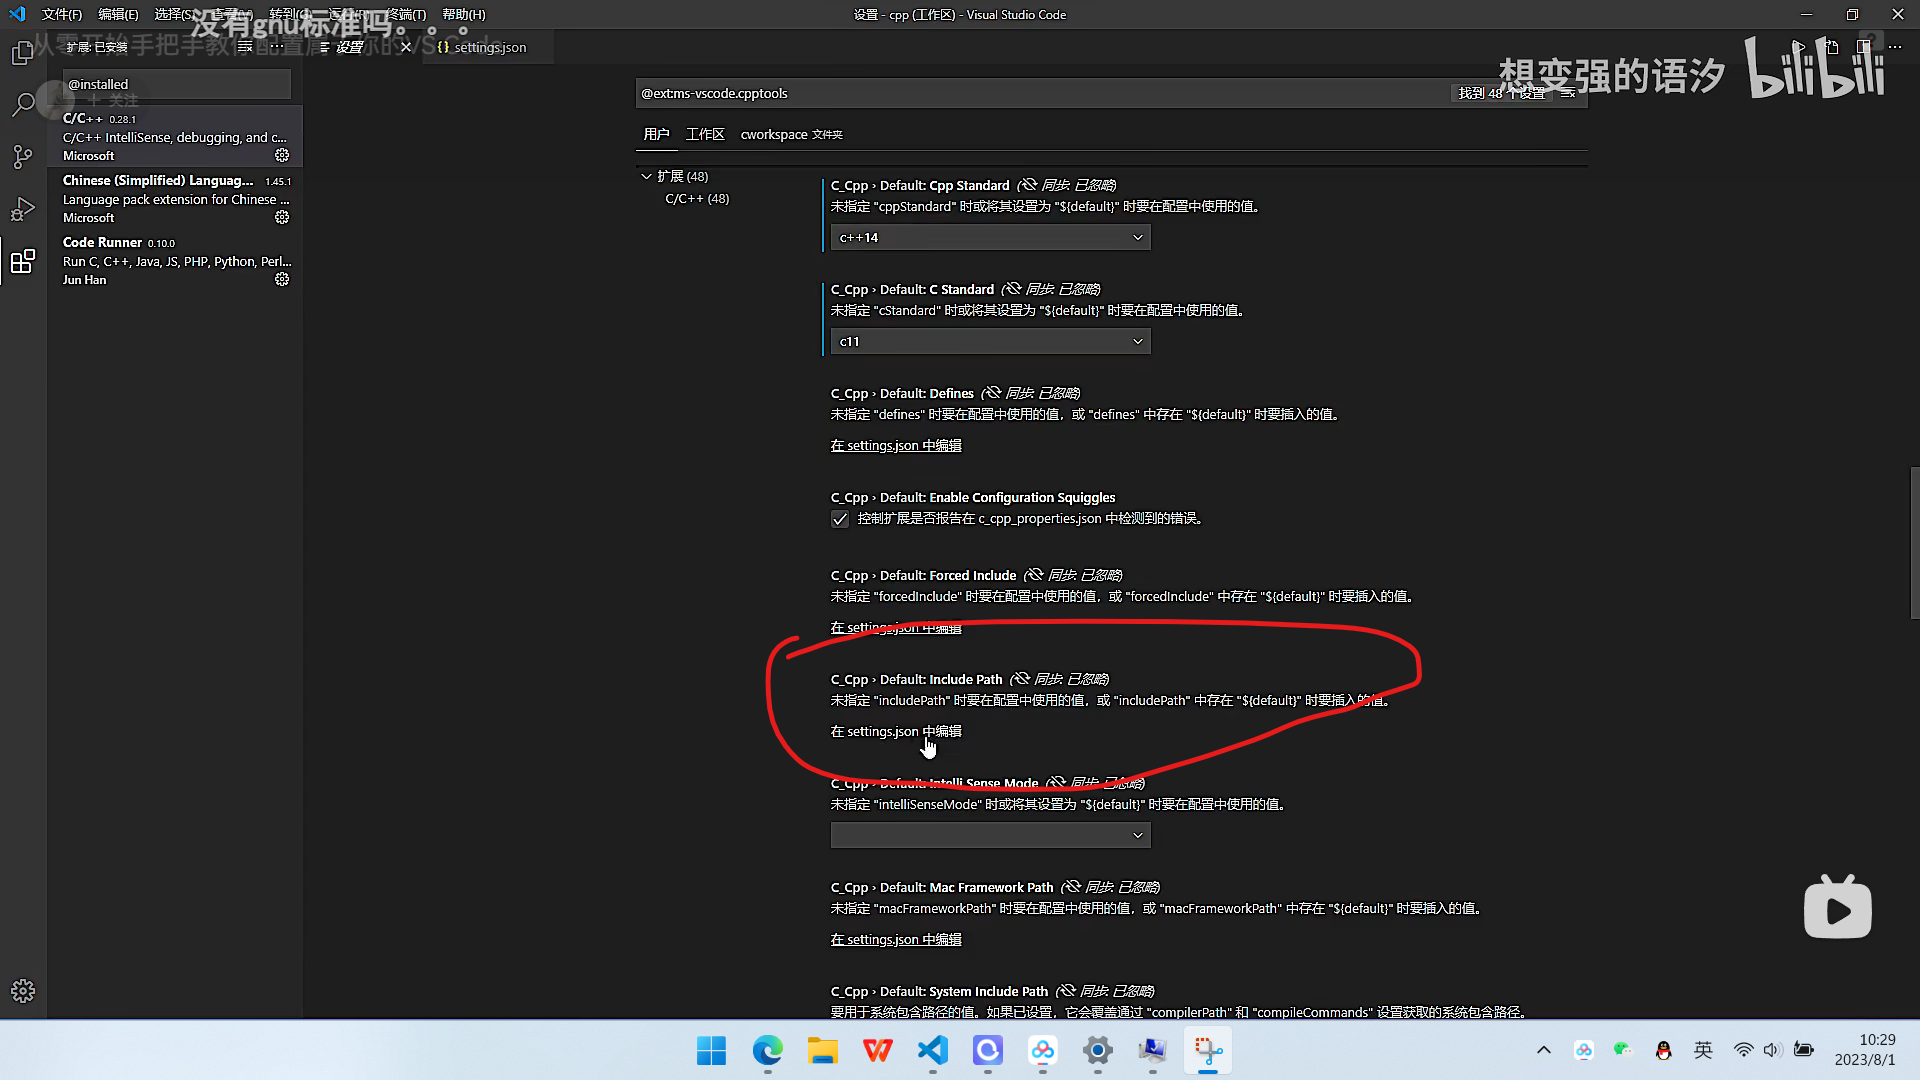 文件(F) 编辑(E) 选择(S) 查看(V) 转到(G) 运行(R) 终端(T) 帮助(H)
设置 - cpp (工作区) - Visual Studio Code
没有gnu标准吗。。。
从零开始手把手教你配置属于你的VS Code
扩展: 已安装
设置
{} settings.json
想变强的语汐 bilibili
@installed
+ 关注
C/C++ 0.28.1
C/C++ IntelliSense, debugging, and c...
Microsoft
Chinese (Simplified) Languag... 1.45.1
Language pack extension for Chinese ...
Microsoft
Code Runner 0.10.0
Run C, C++, Java, JS, PHP, Python, Perl...
Jun Han
@ext:ms-vscode.cpptools
找到 48 个设置
用户 工作区 cworkspace 文件夹
扩展 (48)
C/C++ (48)
C_Cpp › Default: Cpp Standard (同步: 已忽略)
未指定 "cppStandard" 时或将其设置为 "${default}" 时要在配置中使用的值。
c++14
C_Cpp › Default: C Standard (同步: 已忽略)
未指定 "cStandard" 时或将其设置为 "${default}" 时要在配置中使用的值。
c11
C_Cpp › Default: Defines (同步: 已忽略)
未指定 "defines" 时要在配置中使用的值，或 "defines" 中存在 "${default}" 时要插入的值。
在 settings.json 中编辑
C_Cpp › Default: Enable Configuration Squiggles
控制扩展是否报告在 c_cpp_properties.json 中检测到的错误。
C_Cpp › Default: Forced Include (同步: 已忽略)
未指定 "forcedInclude" 时要在配置中使用的值，或 "forcedInclude" 中存在 "${default}" 时要插入的值。
在 settings.json 中编辑
C_Cpp › Default: Include Path (同步: 已忽略)
未指定 "includePath" 时要在配置中使用的值，或 "includePath" 中存在 "${default}" 时要插入的值。
在 settings.json 中编辑
C_Cpp › Default: Intelli Sense Mode (同步: 已忽略)
未指定 "intelliSenseMode" 时或将其设置为 "${default}" 时要在配置中使用的值。
C_Cpp › Default: Mac Framework Path (同步: 已忽略)
未指定 "macFrameworkPath" 时要在配置中使用的值，或 "macFrameworkPath" 中存在 "${default}" 时要插入的值。
在 settings.json 中编辑
C_Cpp › Default: System Include Path (同步: 已忽略)
要用于系统包含路径的值。如果已设置，它会覆盖通过 "compilerPath" 和 "compileCommands" 设置获取的系统包含路径。
英
10:29
2023/8/1